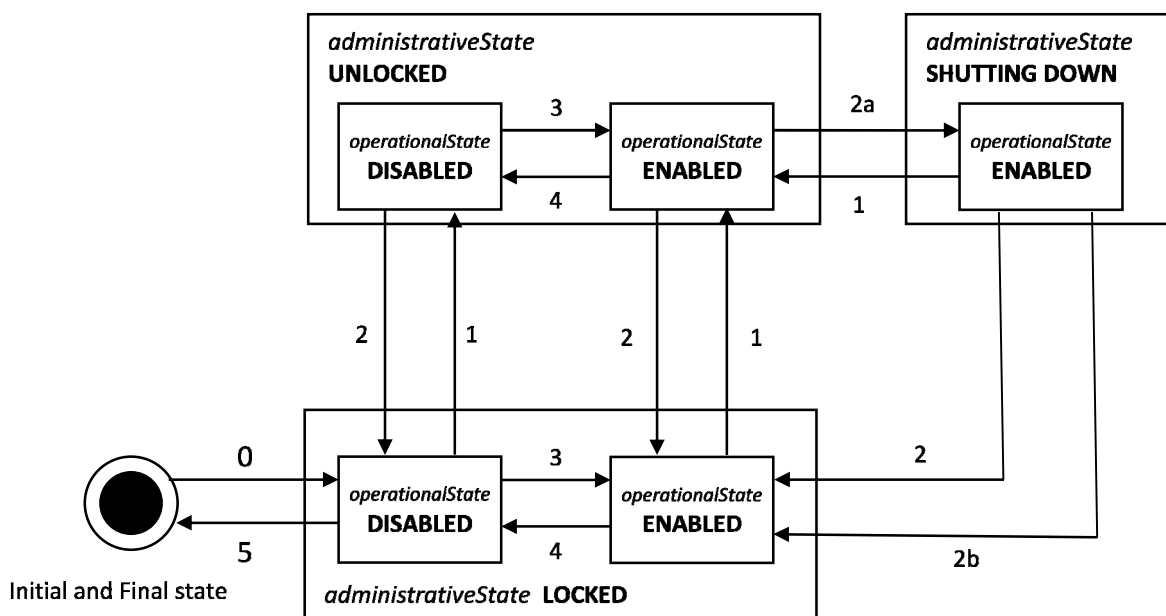 administrativeState
UNLOCKED
administrativeState
SHUTTING DOWN
3
2a
operationalState
DISABLED
operationalState
ENABLED
operationalState
ENABLED
4
1
2
1
2
1
0
3
2
operationalState
DISABLED
operationalState
ENABLED
5
4
2b
Initial and Final state
administrativeState LOCKED